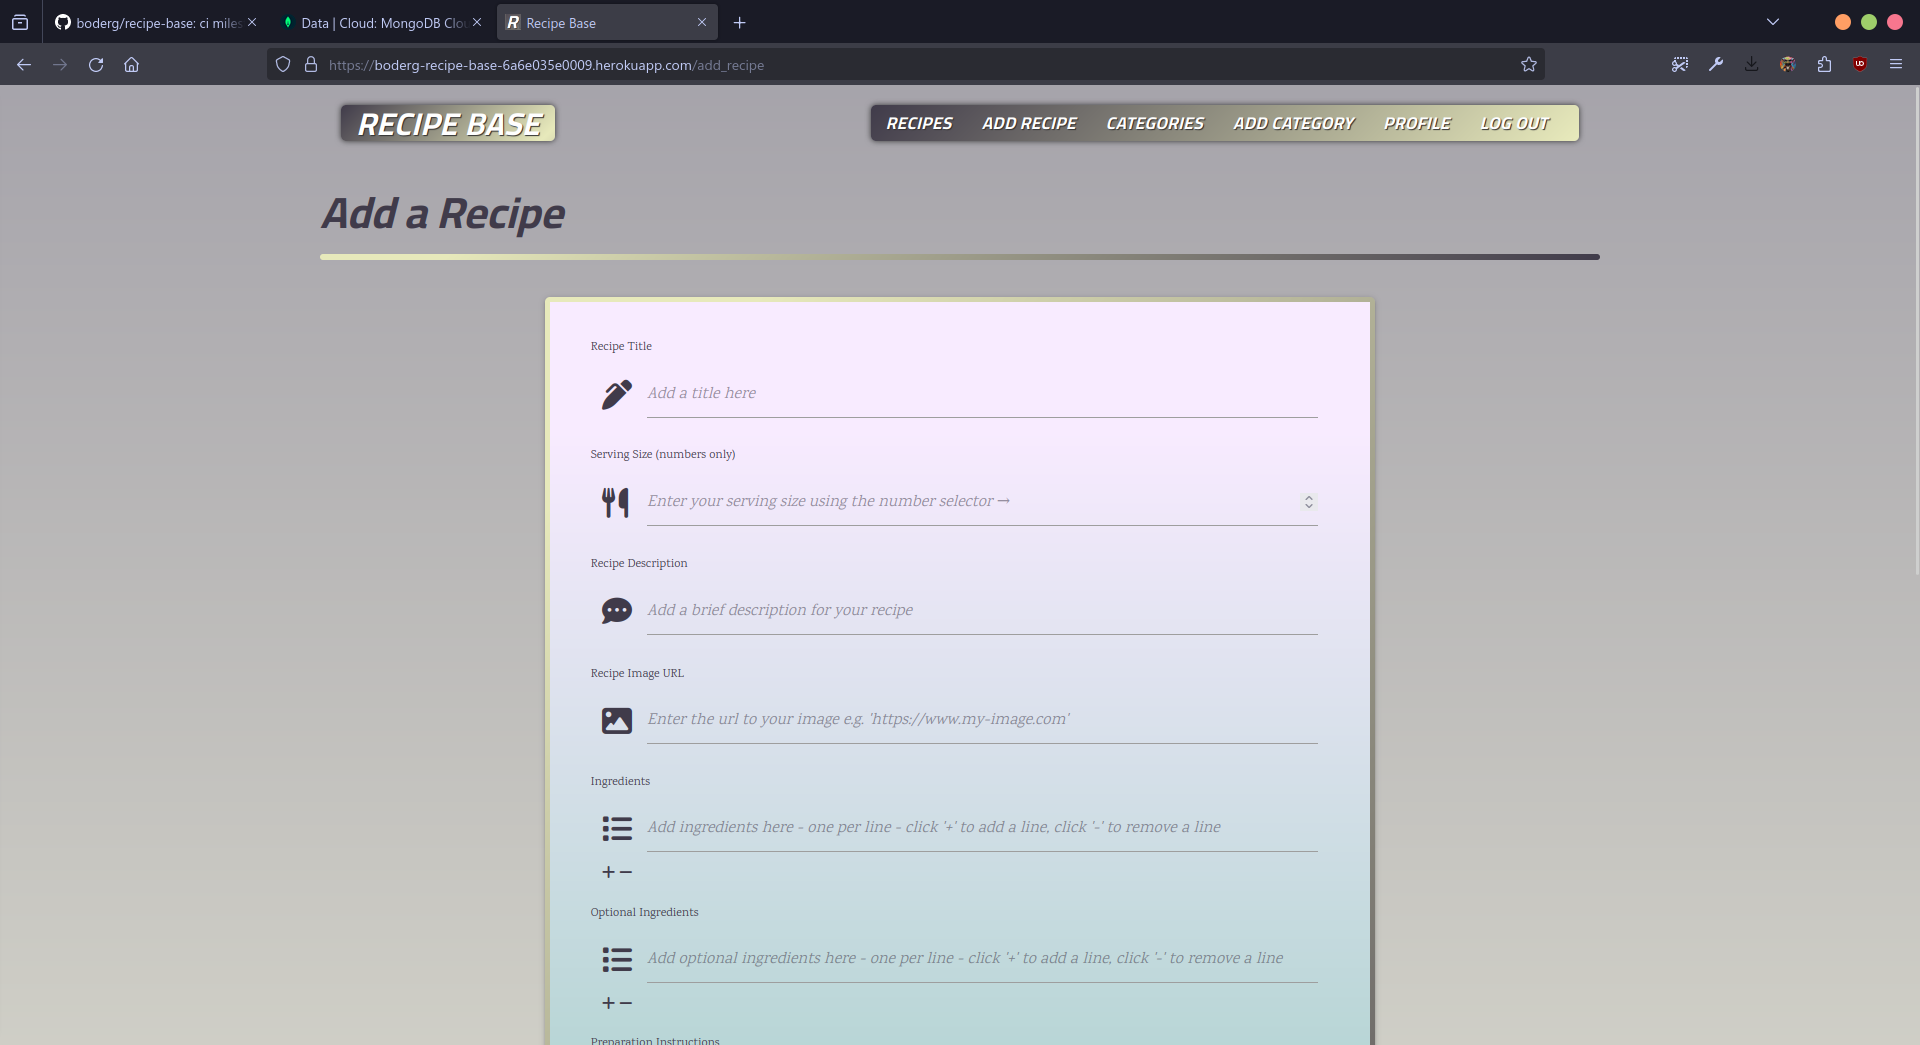 boderg/recipe-base: ci miles
Data | Cloud: MongoDB Clou
Recipe Base
https://boderg-recipe-base-6a6e035e0009.herokuapp.com/add_recipe
RECIPE BASE
RECIPES ADD RECIPE CATEGORIES ADD CATEGORY PROFILE LOG OUT
Add a Recipe
Recipe Title
Add a title here
Serving Size (numbers only)
Enter your serving size using the number selector →
Recipe Description
Add a brief description for your recipe
Recipe Image URL
Enter the url to your image e.g. 'https://www.my-image.com'
Ingredients
Add ingredients here - one per line - click '+' to add a line, click '-' to remove a line
+ −
Optional Ingredients
Add optional ingredients here - one per line - click '+' to add a line, click '-' to remove a line
+ −
Preparation Instructions